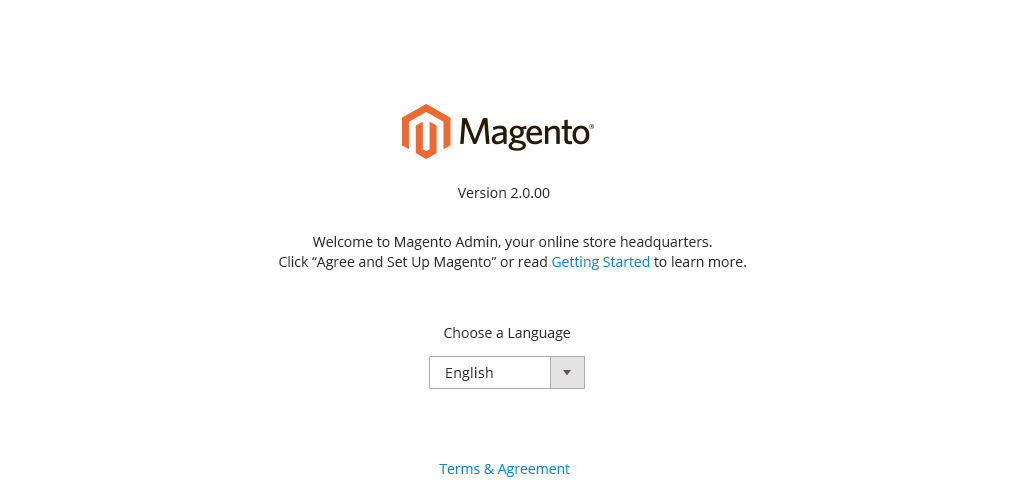 Magento®
Version 2.0.00
Welcome to Magento Admin, your online store headquarters.
Click “Agree and Set Up Magento” or read Getting Started to learn more.
Choose a Language
English
Terms & Agreement